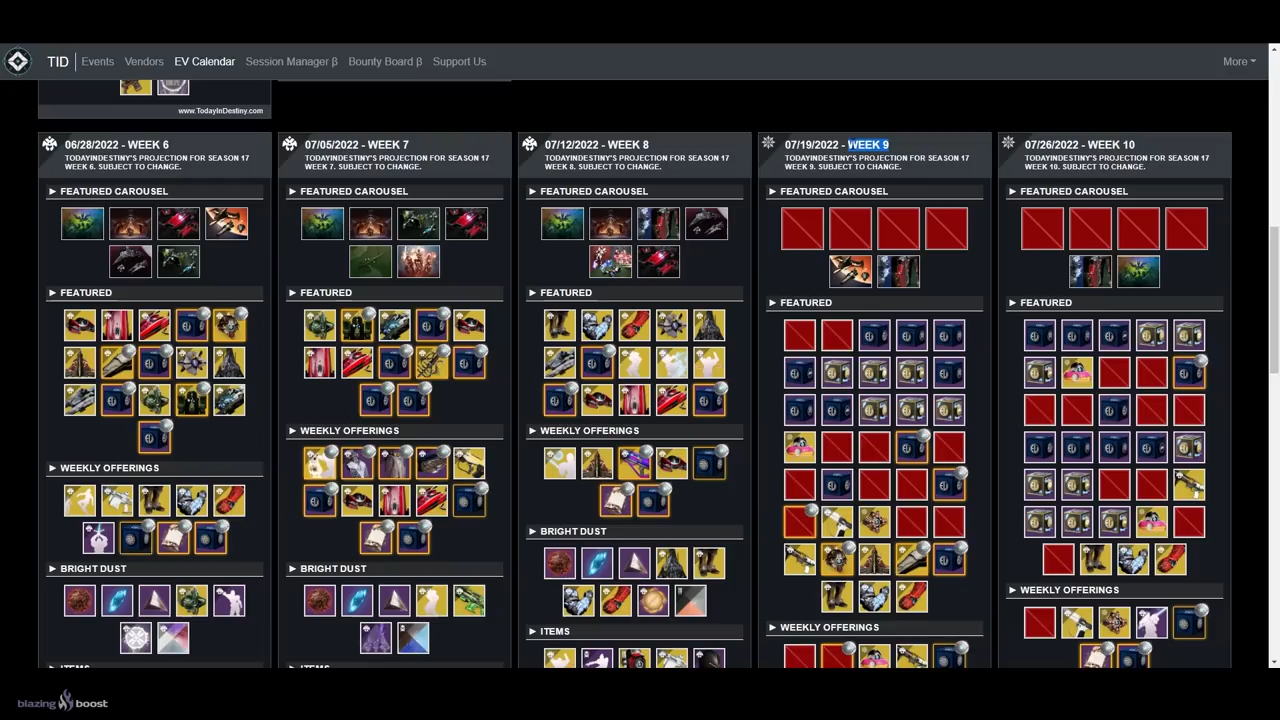 TID
Events
Vendors
EV Calendar
Session Manager β
Bounty Board β
Support Us
More
www.TodayInDestiny.com
06/28/2022 - WEEK 6
TODAYINDESTINY'S PROJECTION FOR SEASON 17
WEEK 6. SUBJECT TO CHANGE.
FEATURED CAROUSEL
FEATURED
WEEKLY OFFERINGS
BRIGHT DUST
ITEMS
07/05/2022 - WEEK 7
TODAYINDESTINY'S PROJECTION FOR SEASON 17
WEEK 7. SUBJECT TO CHANGE.
FEATURED CAROUSEL
FEATURED
WEEKLY OFFERINGS
BRIGHT DUST
07/12/2022 - WEEK 8
TODAYINDESTINY'S PROJECTION FOR SEASON 17
WEEK 8. SUBJECT TO CHANGE.
FEATURED CAROUSEL
FEATURED
WEEKLY OFFERINGS
BRIGHT DUST
ITEMS
07/19/2022 - WEEK 9
TODAYINDESTINY'S PROJECTION FOR SEASON 17
WEEK 9. SUBJECT TO CHANGE.
FEATURED CAROUSEL
FEATURED
WEEKLY OFFERINGS
07/26/2022 - WEEK 10
TODAYINDESTINY'S PROJECTION FOR SEASON 17
WEEK 10. SUBJECT TO CHANGE.
FEATURED CAROUSEL
FEATURED
WEEKLY OFFERINGS
blazing boost